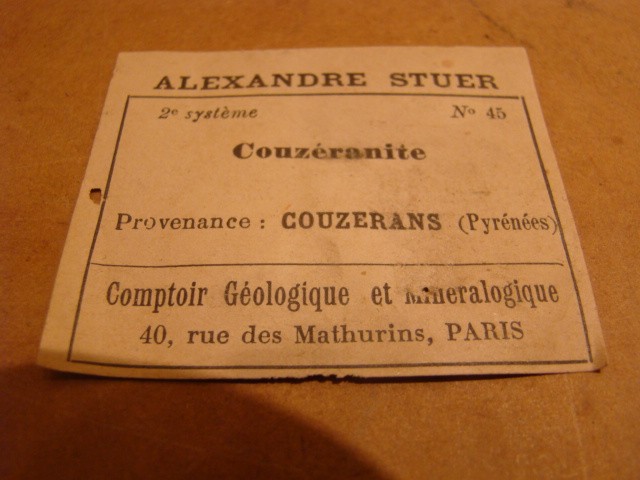 ALEXANDRE STUER
2e système No 45
Couzéranite
Provenance : COUZERANS (Pyrénées)
Comptoir Géologique et Minéralogique
40, rue des Mathurins, PARIS